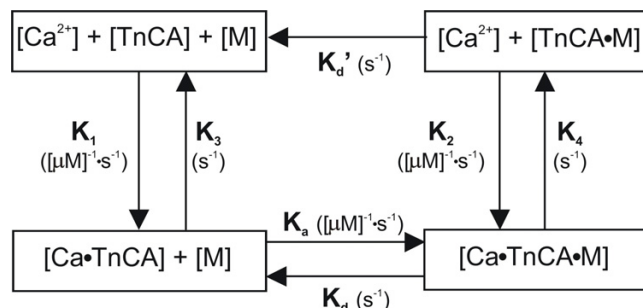 [Ca²⁺] + [TnCA] + [M]
[Ca²⁺] + [TnCA•M]
K_d' (s⁻¹)
K₁
([µM]⁻¹•s⁻¹)
K₃
(s⁻¹)
K₂
([µM]⁻¹•s⁻¹)
K₄
(s⁻¹)
K_a ([µM]⁻¹•s⁻¹)
[Ca•TnCA] + [M]
[Ca•TnCA•M]
K_d (s⁻¹)